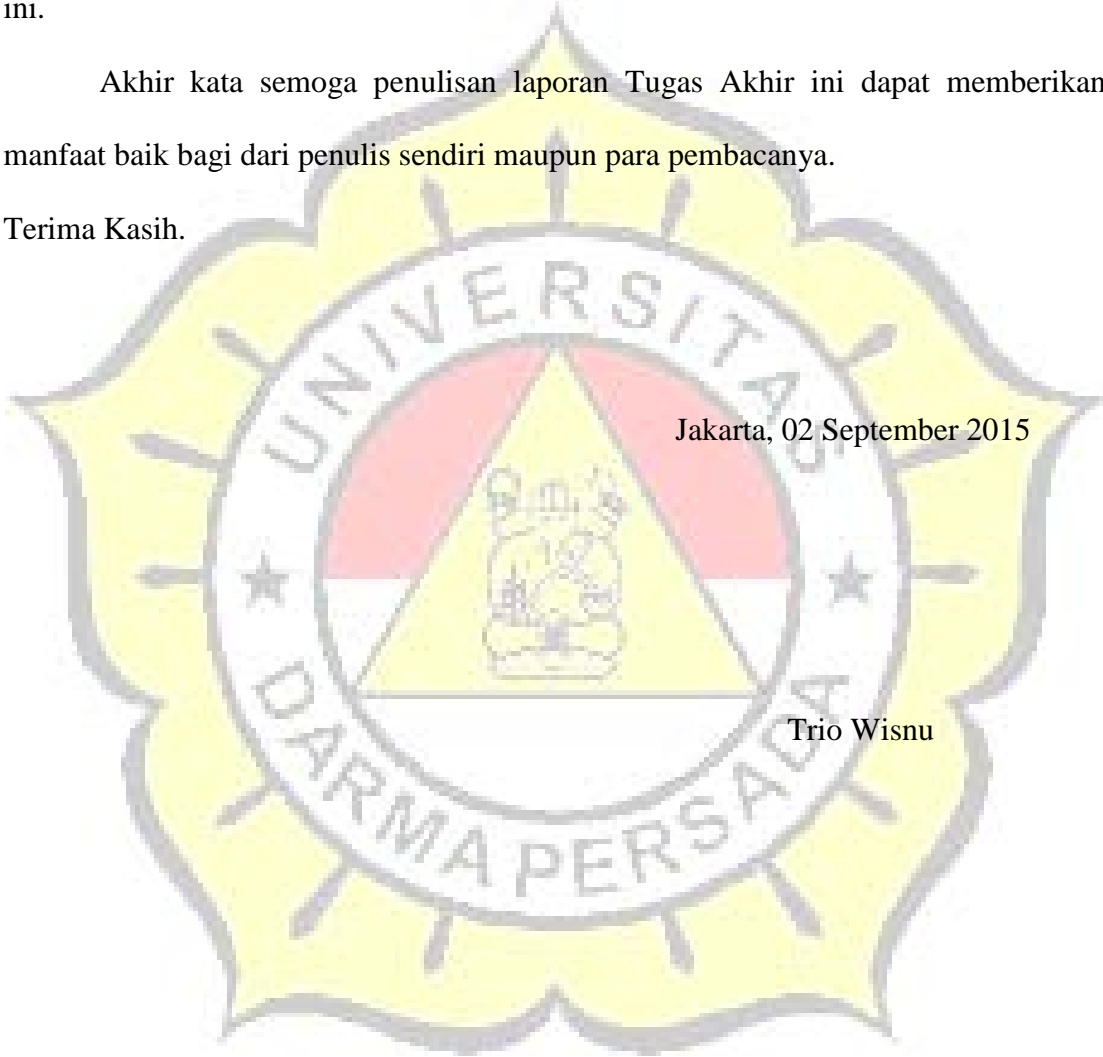 ini.
Akhir kata semoga penulisan laporan Tugas Akhir ini dapat memberikan
manfaat baik bagi dari penulis sendiri maupun para pembacanya.
Terima Kasih.
UNIVERSITAS
Jakarta, 02 September 2015
Trio Wisnu
DARMA PERSADA